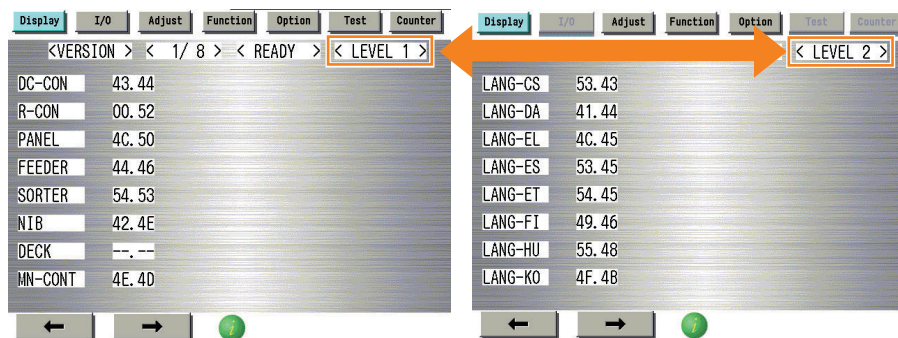 Display I/O Adjust Function Option Test Counter
<VERSION > < 1/ 8 > < READY > < LEVEL 1 >
DC-CON 43.44
R-CON 00.52
PANEL 4C.50
FEEDER 44.46
SORTER 54.53
NIB 42.4E
DECK --.--
MN-CONT 4E.4D
Display I/O Adjust Function Option Test Counter
< LEVEL 2 >
LANG-CS 53.43
LANG-DA 41.44
LANG-EL 4C.45
LANG-ES 53.45
LANG-ET 54.45
LANG-FI 49.46
LANG-HU 55.48
LANG-KO 4F.4B